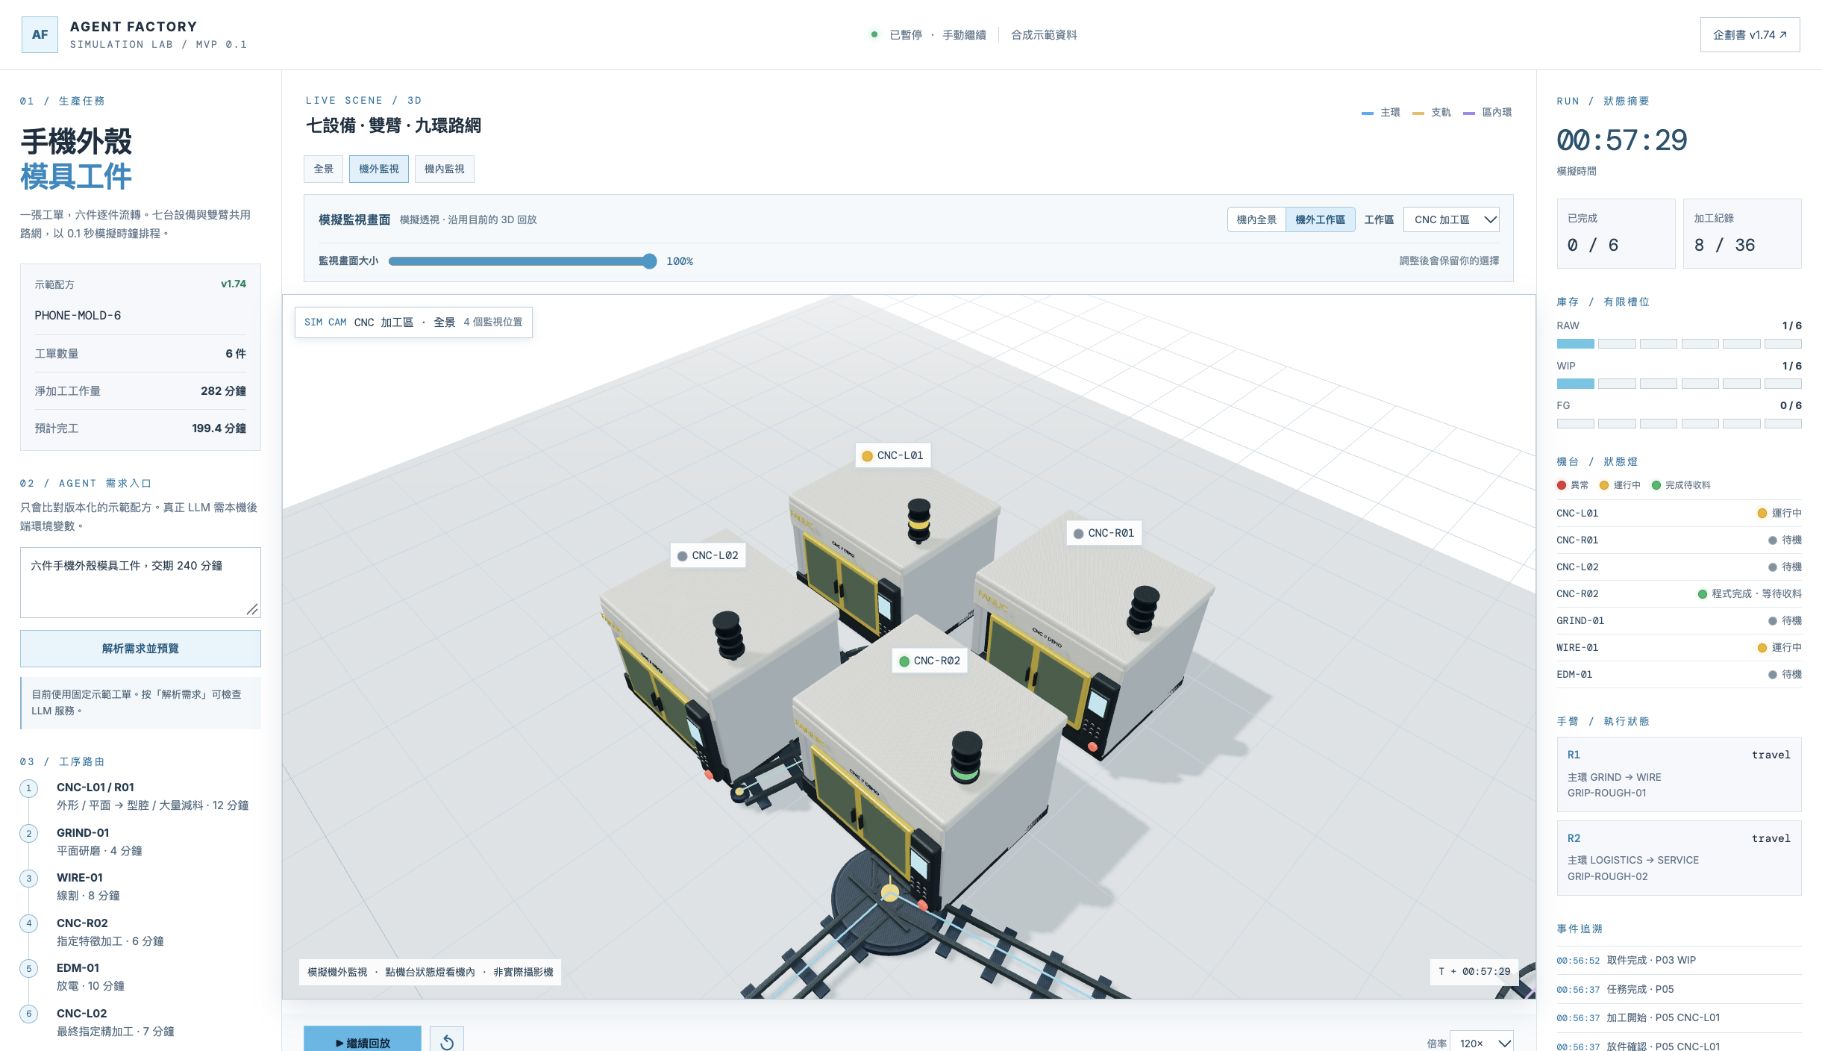 AF
AGENT FACTORY
SIMULATION LAB / MVP 0.1
已暫停 · 手動繼續
合成示範資料
企劃書 v1.74 ↗
01 / 生產任務
手機外殼
模具工件
一張工單，六件逐件流轉。七台設備與雙臂共用
路網，以 0.1 秒模擬時鐘排程。
示範配方 v1.74
PHONE-MOLD-6
工單數量 6 件
淨加工工作量 282 分鐘
預計完工 199.4 分鐘
02 / AGENT 需求入口
只會比對版本化的示範配方。真正 LLM 需本機後
端環境變數。
六件手機外殼模具工件，交期 240 分鐘
解析需求並預覽
目前使用固定示範工單。按「解析需求」可檢查
LLM 服務。
03 / 工序路由
1 CNC-L01 / R01
外形 / 平面 → 型腔 / 大量減料 · 12 分鐘
2 GRIND-01
平面研磨 · 4 分鐘
3 WIRE-01
線割 · 8 分鐘
4 CNC-R02
指定特徵加工 · 6 分鐘
5 EDM-01
放電 · 10 分鐘
6 CNC-L02
最終指定精加工 · 7 分鐘
LIVE SCENE / 3D
七設備 · 雙臂 · 九環路網
主環 支軌 區內環
全景 機外監視 機內監視
模擬監視畫面 模擬透視 · 沿用目前的 3D 回放
機內全景 機外工作區 工作區 CNC 加工區
監視畫面大小 100% 調整後會保留你的選擇
SIM CAM CNC 加工區 · 全景 4 個監視位置
CNC-L01
CNC-R01
CNC-L02
CNC-R02
模擬機外監視 · 點機台狀態燈看機內 · 非實際攝影機
T + 00:57:29
▶ 繼續回放
倍率 120×
RUN / 狀態摘要
00:57:29
模擬時間
已完成
0 / 6
加工紀錄
8 / 36
庫存 / 有限槽位
RAW 1 / 6
WIP 1 / 6
FG 0 / 6
機台 / 狀態燈
異常 運行中 完成待收料
CNC-L01 運行中
CNC-R01 待機
CNC-L02 待機
CNC-R02 程式完成 · 等待收料
GRIND-01 待機
WIRE-01 運行中
EDM-01 待機
手臂 / 執行狀態
R1 travel
主環 GRIND → WIRE
GRIP-ROUGH-01
R2 travel
主環 LOGISTICS → SERVICE
GRIP-ROUGH-02
事件追溯
00:56:52 取件完成 · P03 WIP
00:56:37 任務完成 · P05
00:56:37 加工開始 · P05 CNC-L01
00:56:37 放件確認 · P05 CNC-L01